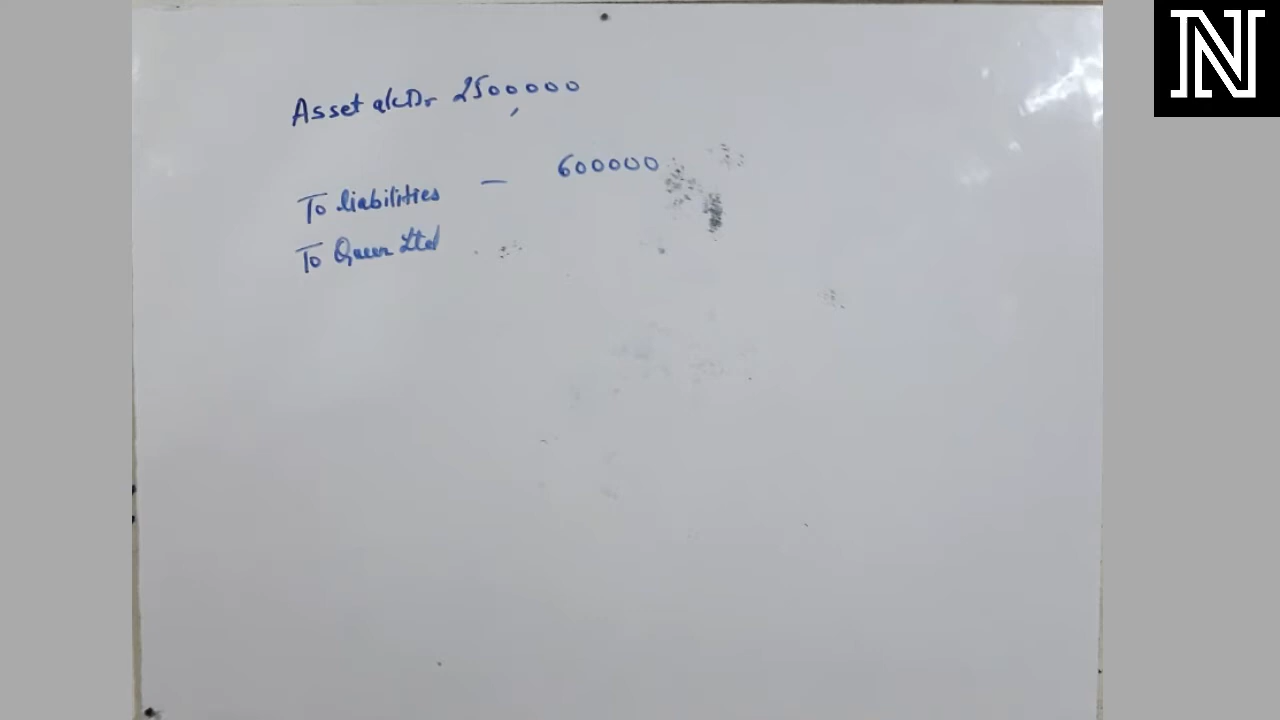 Asset a/c Dr 2500000
To liabilities — 600000
To Queen Ltd
N